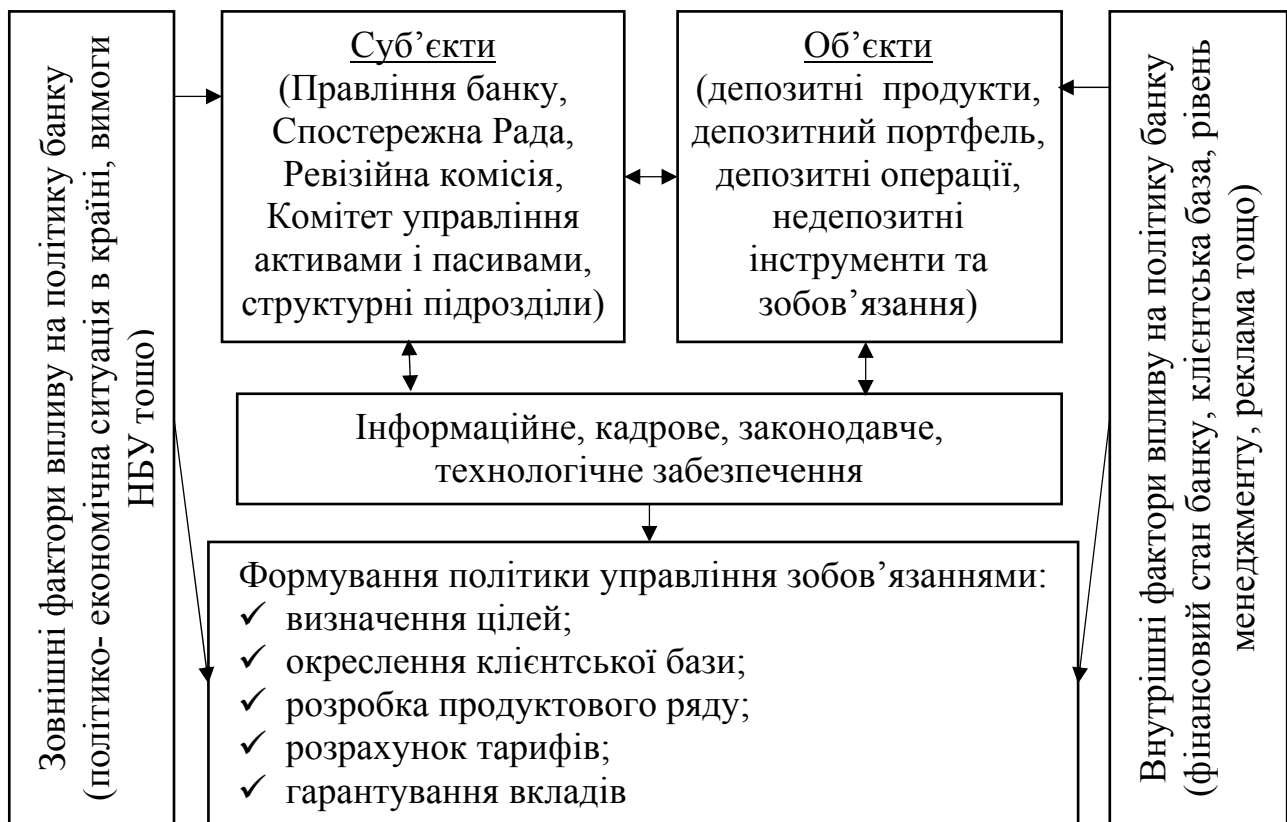 Зовнішні фактори впливу на політику банку
(політико- економічна ситуація в країні, вимоги
НБУ тощо)
Суб’єкти
(Правління банку,
Спостережна Рада,
Ревізійна комісія,
Комітет управління
активами і пасивами,
структурні підрозділи)
Об’єкти
(депозитні продукти,
депозитний портфель,
депозитні операції,
недепозитні
інструменти та
зобов’язання)
Інформаційне, кадрове, законодавче,
технологічне забезпечення
Формування політики управління зобов’язаннями:
✓ визначення цілей;
✓ окреслення клієнтської бази;
✓ розробка продуктового ряду;
✓ розрахунок тарифів;
✓ гарантування вкладів
Внутрішні фактори впливу на політику банку
(фінансовий стан банку, клієнтська база, рівень
менеджменту, реклама тощо)